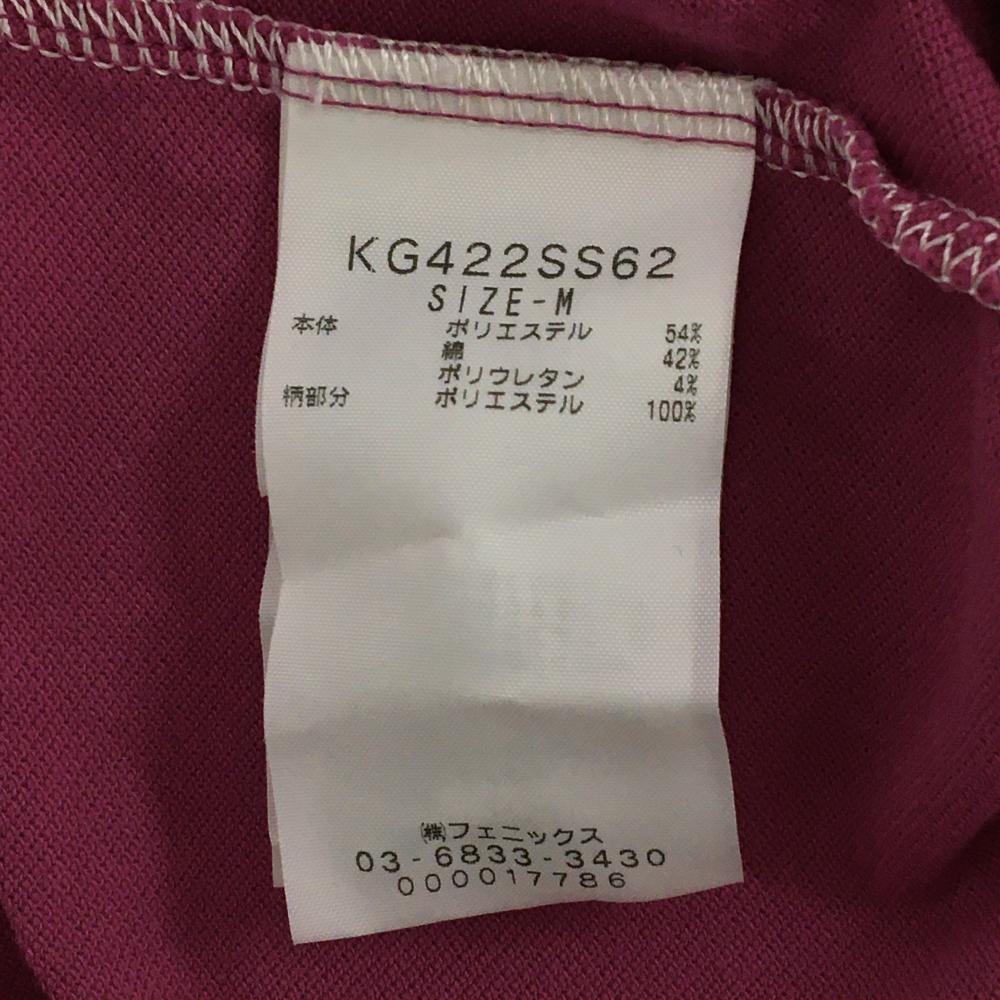 KG422SS62
SIZE-M
本体 ポリエステル 54%
綿 42%
ポリウレタン 4%
柄部分 ポリエステル 100%
㈱フェニックス
03-6833-3430
000017786